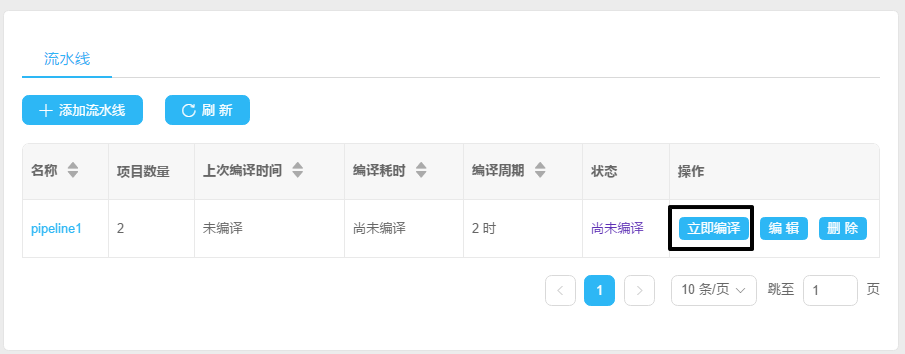 流水线
添加流水线 刷 新
名称 项目数量 上次编译时间 编译耗时 编译周期 状态 操作
pipeline1 2 未编译 尚未编译 2 时 尚未编译 立即编译 编 辑 删 除
1 10 条/页 跳至 1 页